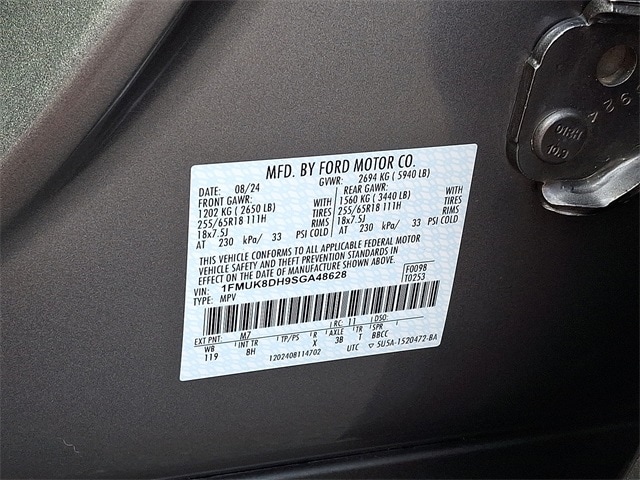 MFD. BY FORD MOTOR CO.
DATE: 08/24 GVWR: 2694 KG ( 5940 LB)
FRONT GAWR: REAR GAWR:
1202 KG ( 2650 LB) WITH 1560 KG ( 3440 LB) WITH
255/65R18 111H TIRES 255/65R18 111H TIRES
18x7.5J RIMS 18x7.5J RIMS
AT 230 kPa/ 33 PSI COLD AT 230 kPa/ 33 PSI COLD
THIS VEHICLE CONFORMS TO ALL APPLICABLE FEDERAL MOTOR
VEHICLE SAFETY AND THEFT PREVENTION STANDARDS IN
EFFECT ON THE DATE OF MANUFACTURE SHOWN ABOVE.
VIN: 1FMUK8DH9SGA48628 F0098
TYPE: MPV T0253
EXT PNT: M7 RC: 11 DSO:
WB INT TR TP/PS R AXLE TR SPR
119 8H X 3B T BBCC
1202408114702 UTC ▽ 5U5A-1520472-BA
DIRH
10.9